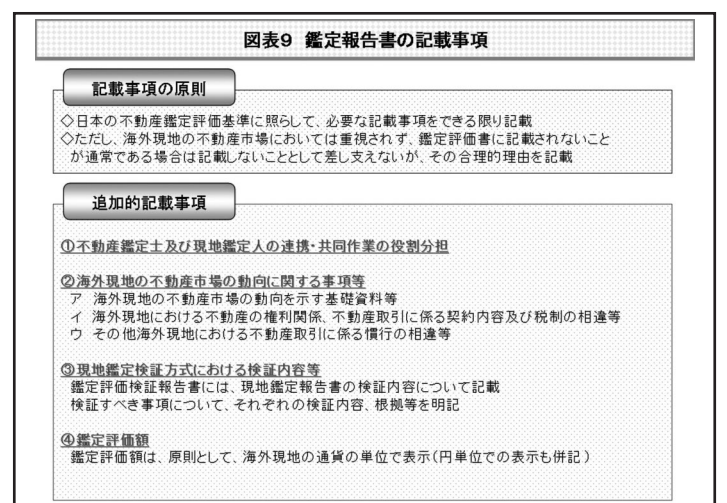 図表9 鑑定報告書の記載事項
記載事項の原則
◇日本の不動産鑑定評価基準に照らして、必要な記載事項をできる限り記載
◇ただし、海外現地の不動産市場においては重視されず、鑑定評価書に記載されないこと
が通常である場合は記載しないこととして差し支えないが、その合理的理由を記載
追加的記載事項
①不動産鑑定士及び現地鑑定人の連携・共同作業の役割分担
②海外現地の不動産市場の動向に関する事項等
ア 海外現地の不動産市場の動向を示す基礎資料等
イ 海外現地における不動産の権利関係、不動産取引に係る契約内容及び税制の相違等
ウ その他海外現地における不動産取引に係る慣行の相違等
③現地鑑定検証方式における検証内容等
鑑定評価検証報告書には、現地鑑定報告書の検証内容について記載
検証すべき事項について、それぞれの検証内容、根拠等を明記
④鑑定評価額
鑑定評価額は、原則として、海外現地の通貨の単位で表示(円単位での表示も併記)